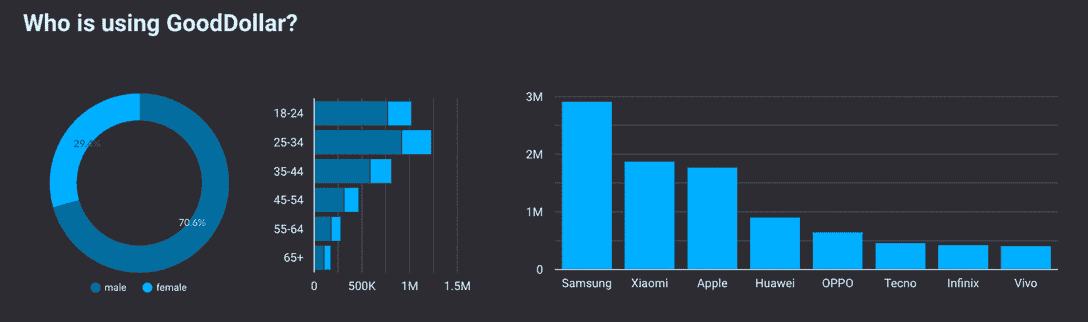 Who is using GoodDollar?
29.4%
70.6%
male
female
18-24
25-34
35-44
45-54
55-64
65+
0 500K 1M 1.5M
3M
2M
1M
0
Samsung Xiaomi Apple Huawei OPPO Tecno Infinix Vivo